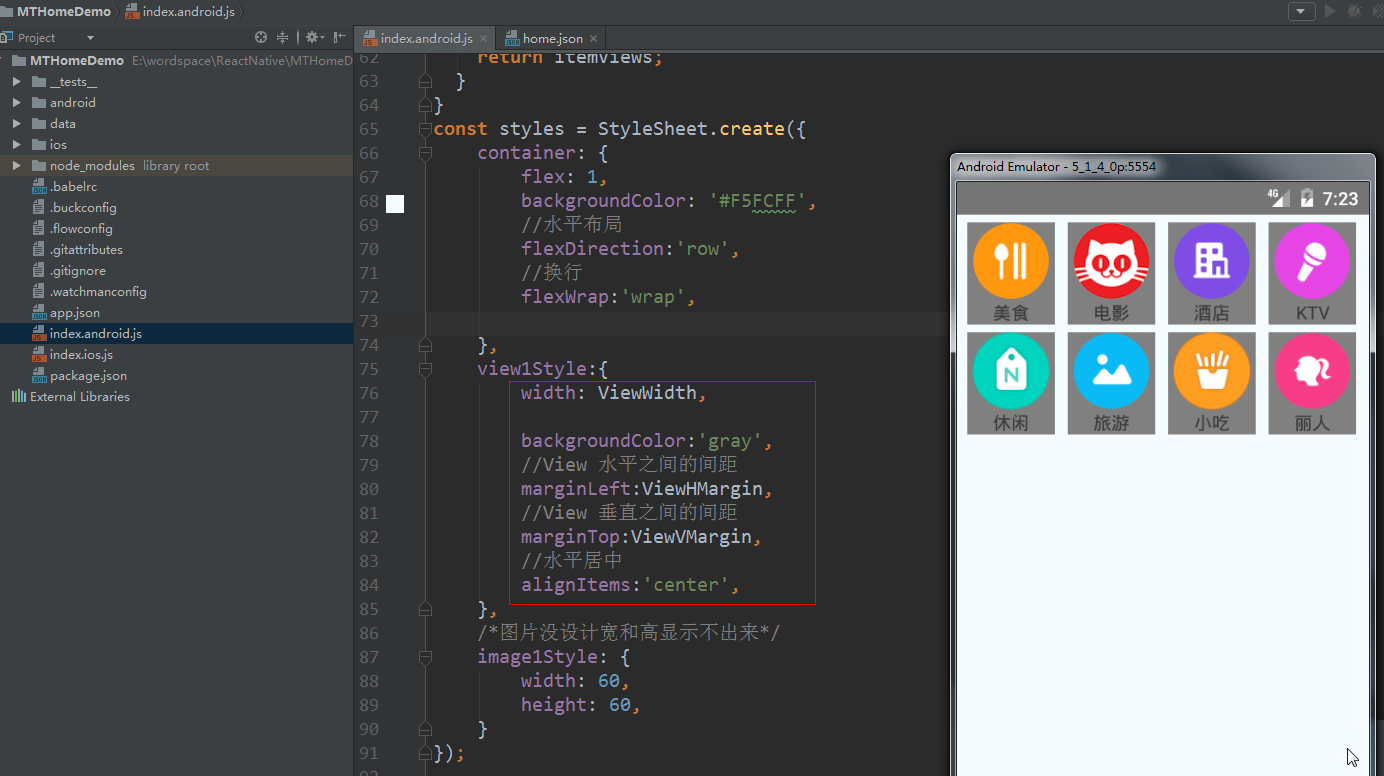 MTHomeDemo index.android.js
Project
index.android.js home.json
MTHomeDemo E:\wordspace\ReactNative\MTHomeD
__tests__
android
data
ios
node_modules library root
.babelrc
.buckconfig
.flowconfig
.gitattributes
.gitignore
.watchmanconfig
app.json
index.android.js
index.ios.js
package.json
External Libraries
62 return itemViews;
63 }
64 }
65 const styles = StyleSheet.create({
66 container: {
67 flex: 1,
68 backgroundColor: '#F5FCFF',
69 //水平布局
70 flexDirection:'row',
71 //换行
72 flexWrap:'wrap',
73
74 },
75 view1Style:{
76 width: ViewWidth,
77
78 backgroundColor:'gray',
79 //View 水平之间的间距
80 marginLeft:ViewHMargin,
81 //View 垂直之间的间距
82 marginTop:ViewVMargin,
83 //水平居中
84 alignItems:'center',
85 },
86 /*图片没设计宽和高显示不出来*/
87 image1Style: {
88 width: 60,
89 height: 60,
90 }
91 });
Android Emulator - 5_1_4_0p:5554
4G 7:23
美食 电影 酒店 KTV
N
休闲 旅游 小吃 丽人